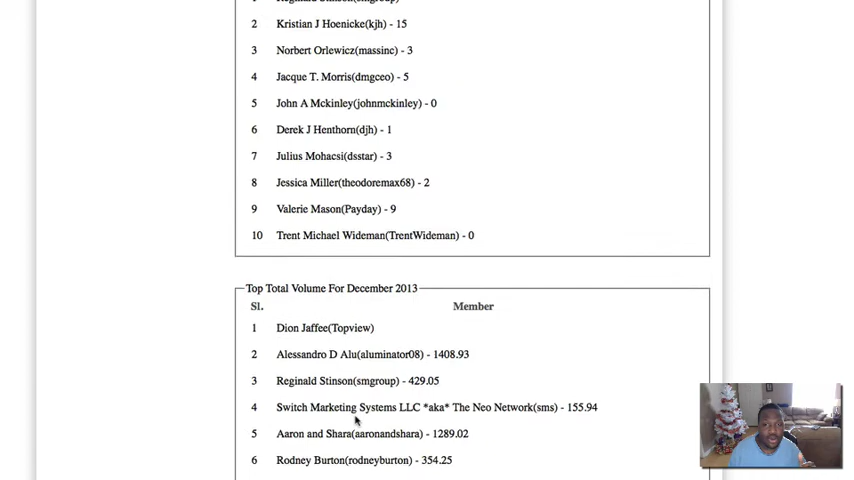 2 Kristian J Hoenicke(kjh) - 15
3 Norbert Orlewicz(massinc) - 3
4 Jacque T. Morris(dmgceo) - 5
5 John A Mckinley(johnmckinley) - 0
6 Derek J Henthorn(djh) - 1
7 Julius Mohacsi(dsstar) - 3
8 Jessica Miller(theodoremax68) - 2
9 Valerie Mason(Payday) - 9
10 Trent Michael Wideman(TrentWideman) - 0
Top Total Volume For December 2013
Sl. Member
1 Dion Jaffee(Topview)
2 Alessandro D Alu(aluminator08) - 1408.93
3 Reginald Stinson(smgroup) - 429.05
4 Switch Marketing Systems LLC *aka* The Neo Network(sms) - 155.94
5 Aaron and Shara(aaronandshara) - 1289.02
6 Rodney Burton(rodneyburton) - 354.25